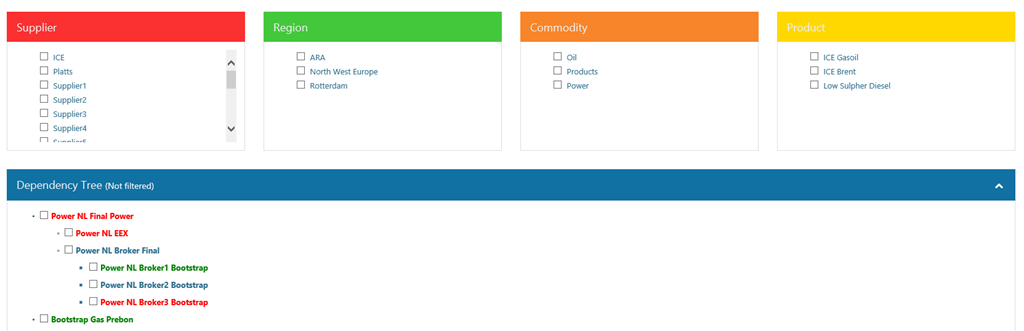 Supplier
ICE
Platts
Supplier1
Supplier2
Supplier3
Supplier4
Region
ARA
North West Europe
Rotterdam
Commodity
Oil
Products
Power
Product
ICE Gasoil
ICE Brent
Low Sulpher Diesel
Dependency Tree (Not filtered)
Power NL Final Power
Power NL EEX
Power NL Broker Final
Power NL Broker1 Bootstrap
Power NL Broker2 Bootstrap
Power NL Broker3 Bootstrap
Bootstrap Gas Prebon